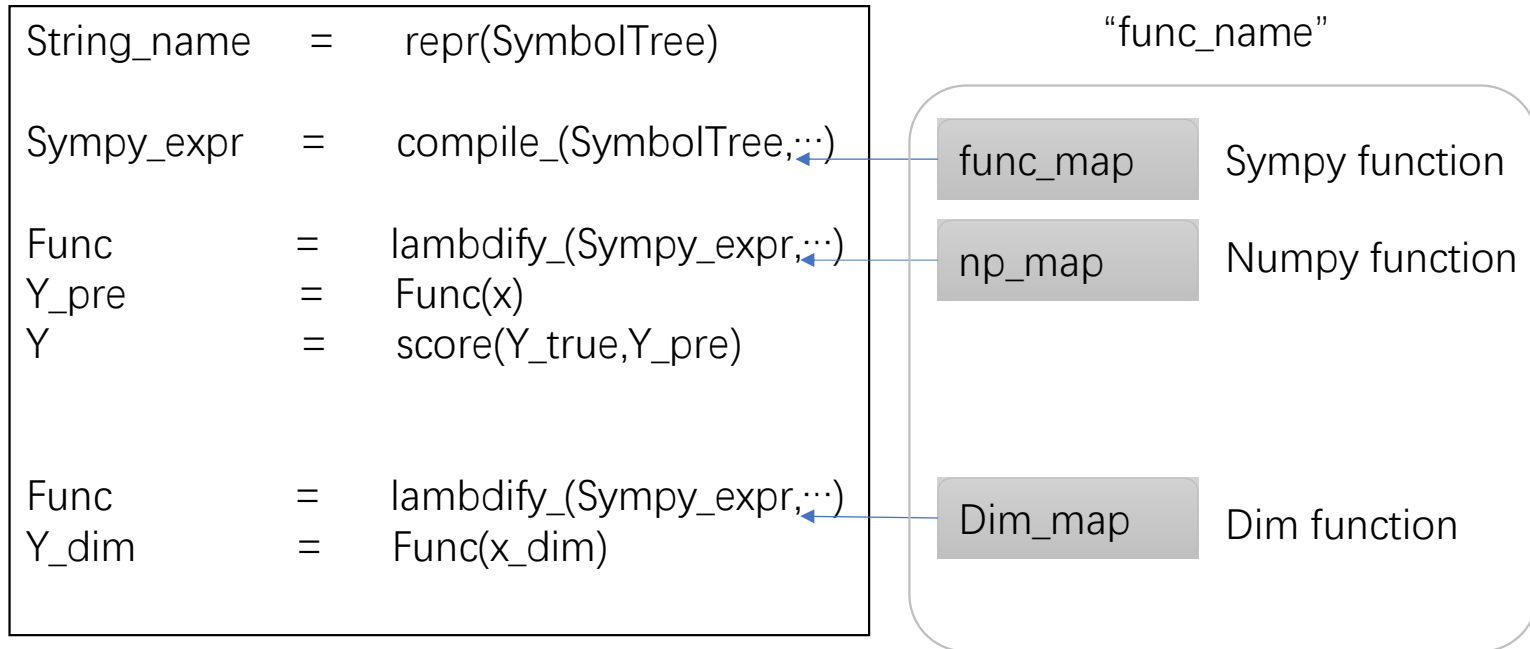 String_name = repr(SymbolTree)
Sympy_expr = compile_(SymbolTree,···)
Func = lambdify_(Sympy_expr,···)
Y_pre = Func(x)
Y = score(Y_true,Y_pre)
Func = lambdify_(Sympy_expr,···)
Y_dim = Func(x_dim)
“func_name”
func_map Sympy function
np_map Numpy function
Dim_map Dim function